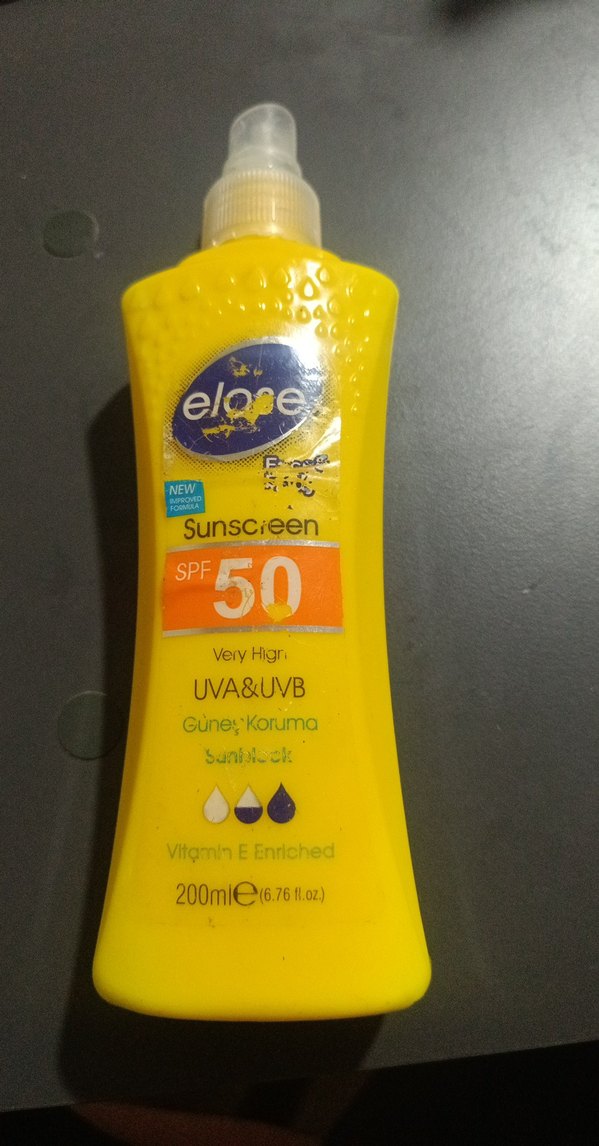 elose
NEW
IMPROVED
FORMULA
Sunscreen
SPF 50
Very High
UVA&UVB
Güneş Koruma
Sunblock
Vitamin E Enriched
200ml℮(6.76 fl.oz.)